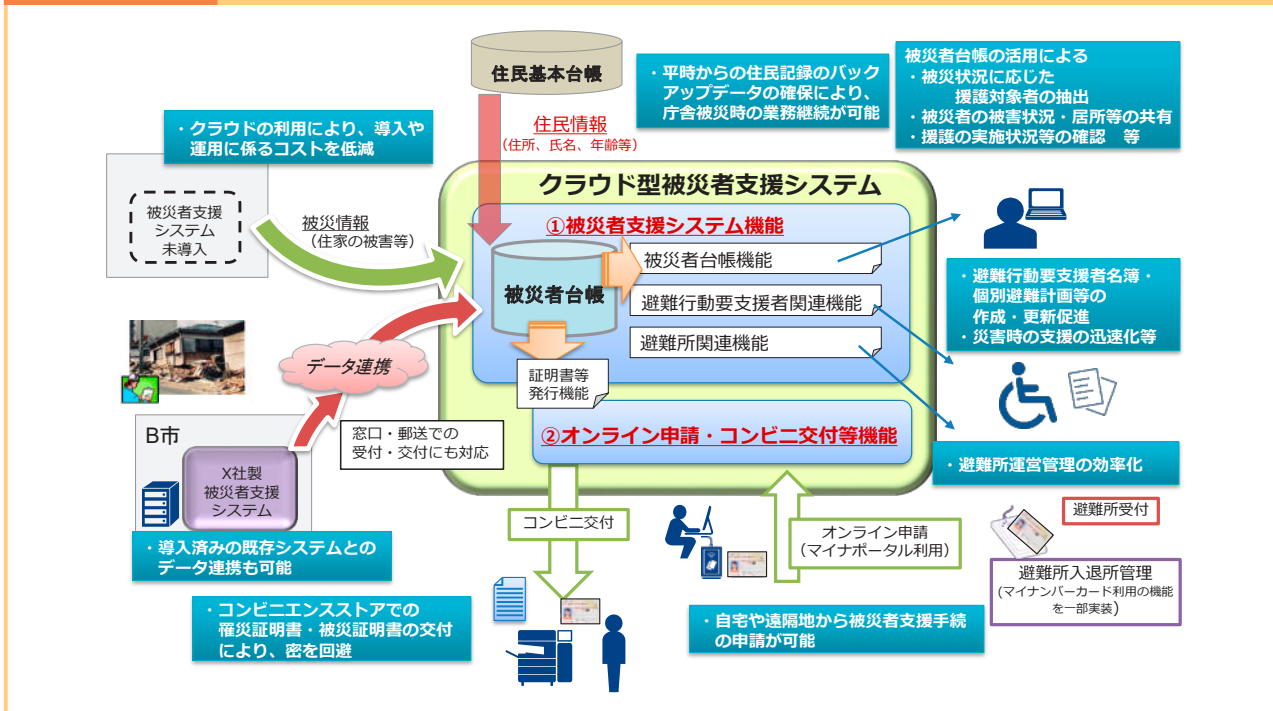 住民基本台帳
住民情報
（住所、氏名、年齢等）
・平時からの住民記録のバック
アップデータの確保により、
庁舎被災時の業務継続が可能
被災者台帳の活用による
・被災状況に応じた
援護対象者の抽出
・被災者の被害状況・居所等の共有
・援護の実施状況等の確認　等
・クラウドの利用により、導入や
運用に係るコストを低減
被災者支援
システム
未導入
被災情報
（住家の被害等）
クラウド型被災者支援システム
①被災者支援システム機能
被災者台帳
被災者台帳機能
避難行動要支援者関連機能
避難所関連機能
証明書等
発行機能
②オンライン申請・コンビニ交付等機能
・避難行動要支援者名簿・
個別避難計画等の
作成・更新促進
・災害時の支援の迅速化等
・避難所運営管理の効率化
データ連携
B市
X社製
被災者支援
システム
窓口・郵送での
受付・交付にも対応
・導入済みの既存システムとの
データ連携も可能
コンビニ交付
・コンビニエンスストアでの
罹災証明書・被災証明書の交付
により、密を回避
オンライン申請
（マイナポータル利用）
・自宅や遠隔地から被災者支援手続
の申請が可能
避難所受付
避難所入退所管理
(マイナンバーカード利用の機能
を一部実装)